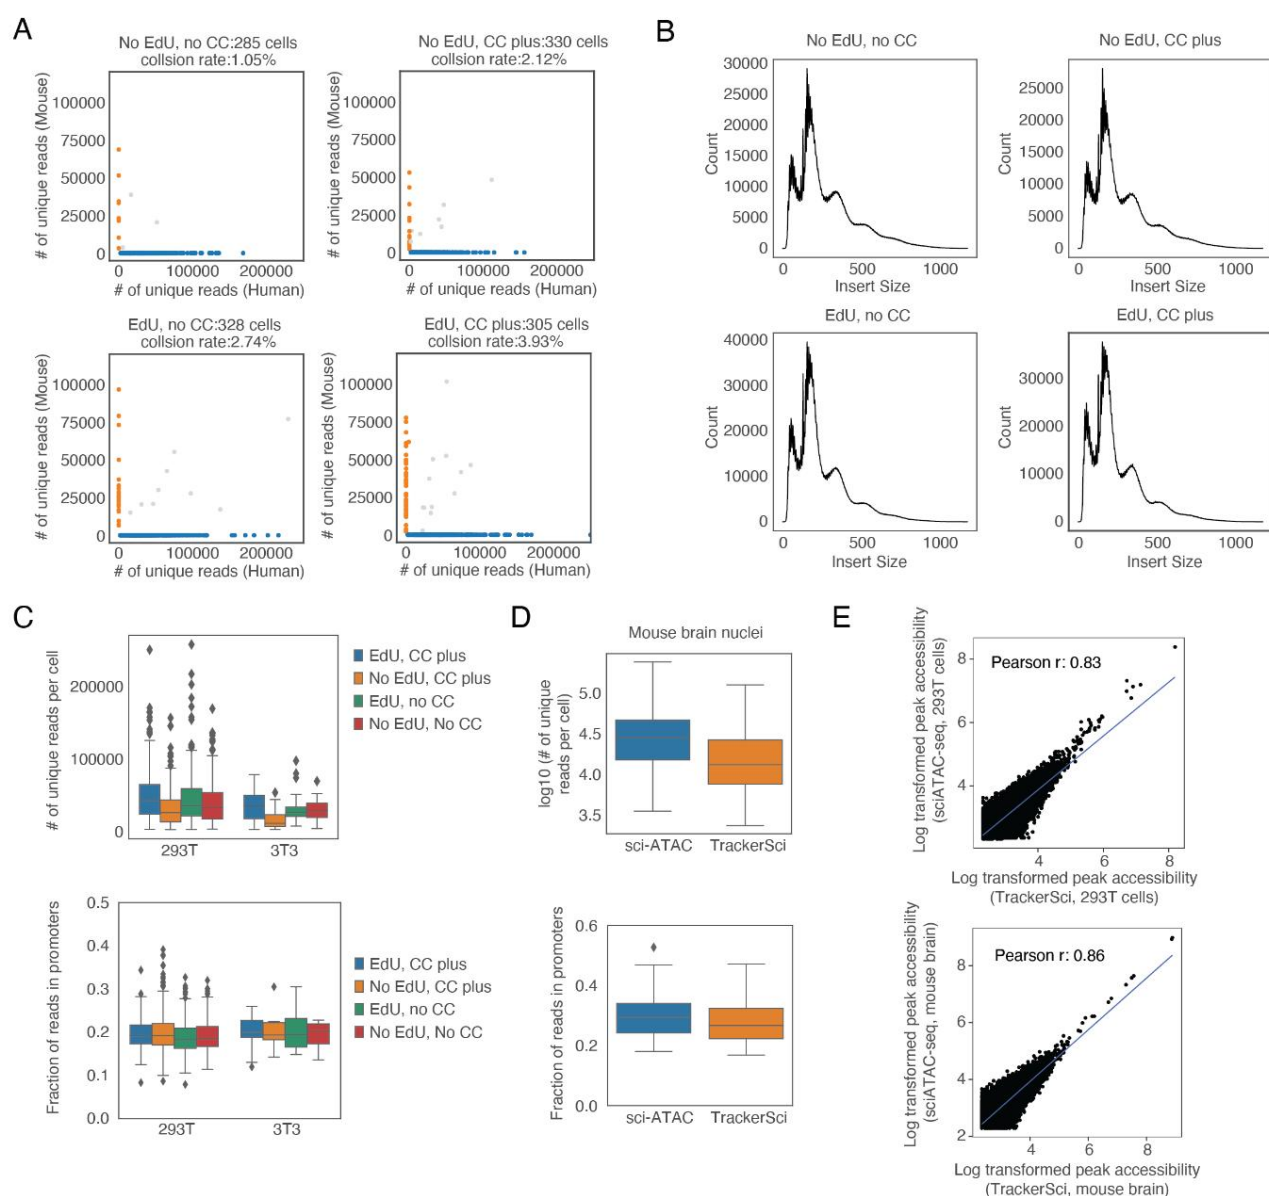 A
No EdU, no CC:285 cells
collsion rate:1.05%
# of unique reads (Mouse)
100000
75000
50000
25000
0
0
100000
200000
# of unique reads (Human)
No EdU, CC plus:330 cells
collsion rate:2.12%
# of unique reads (Mouse)
100000
75000
50000
25000
0
0
100000
200000
# of unique reads (Human)
EdU, no CC:328 cells
collsion rate:2.74%
# of unique reads (Mouse)
100000
75000
50000
25000
0
0
100000
200000
# of unique reads (Human)
EdU, CC plus:305 cells
collsion rate:3.93%
# of unique reads (Mouse)
100000
75000
50000
25000
0
0
100000
200000
# of unique reads (Human)
B
No EdU, no CC
Count
30000
25000
20000
15000
10000
5000
0
0
500
1000
Insert Size
No EdU, CC plus
Count
25000
20000
15000
10000
5000
0
0
500
1000
Insert Size
EdU, no CC
Count
40000
30000
20000
10000
0
0
500
1000
Insert Size
EdU, CC plus
Count
30000
20000
10000
0
0
500
1000
Insert Size
C
# of unique reads per cell
200000
100000
0
293T
3T3
EdU, CC plus
No EdU, CC plus
EdU, no CC
No EdU, No CC
Fraction of reads in promoters
0.5
0.4
0.3
0.2
0.1
0.0
293T
3T3
EdU, CC plus
No EdU, CC plus
EdU, no CC
No EdU, No CC
D
Mouse brain nuclei
log10 (# of unique
reads per cell)
5.0
4.5
4.0
3.5
sci-ATAC
TrackerSci
Fraction of reads in promoters
0.6
0.4
0.2
0.0
sci-ATAC
TrackerSci
E
Log transformed peak accessibility
(sciATAC-seq, 293T cells)
Pearson r: 0.83
8
6
4
4
6
8
Log transformed peak accessibility
(TrackerSci, 293T cells)
Log transformed peak accessibility
(sciATAC-seq, mouse brain)
Pearson r: 0.86
8
6
4
2
4
6
8
Log transformed peak accessibility
(TrackerSci, mouse brain)